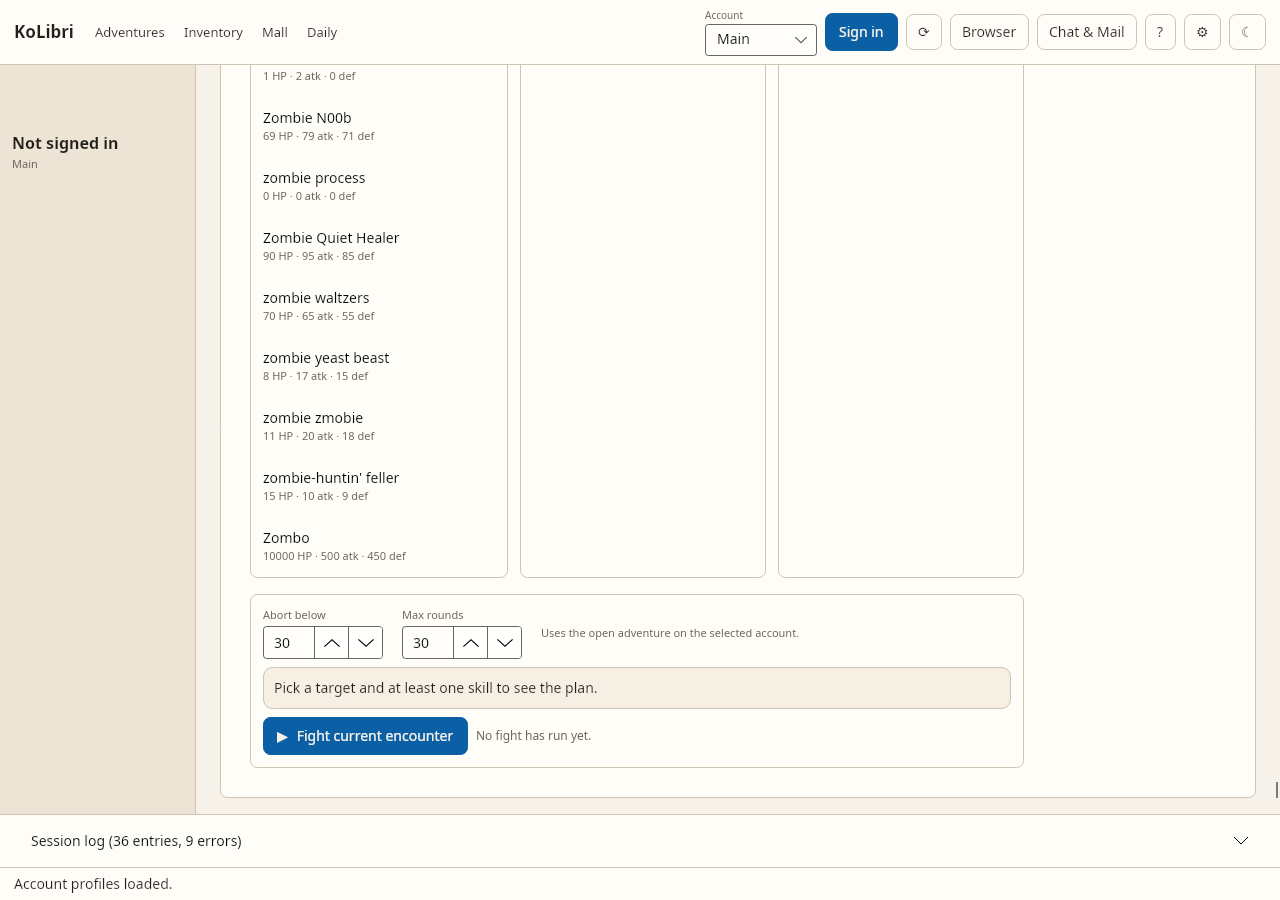 KoLibri
Adventures
Inventory
Mall
Daily
Account
Main
Sign in
Browser
Chat & Mail
?
Not signed in
Main
1 HP · 2 atk · 0 def
Zombie N00b
69 HP · 79 atk · 71 def
zombie process
0 HP · 0 atk · 0 def
Zombie Quiet Healer
90 HP · 95 atk · 85 def
zombie waltzers
70 HP · 65 atk · 55 def
zombie yeast beast
8 HP · 17 atk · 15 def
zombie zmobie
11 HP · 20 atk · 18 def
zombie-huntin' feller
15 HP · 10 atk · 9 def
Zombo
10000 HP · 500 atk · 450 def
Abort below
30
Max rounds
30
Uses the open adventure on the selected account.
Pick a target and at least one skill to see the plan.
▶ Fight current encounter
No fight has run yet.
Session log (36 entries, 9 errors)
Account profiles loaded.